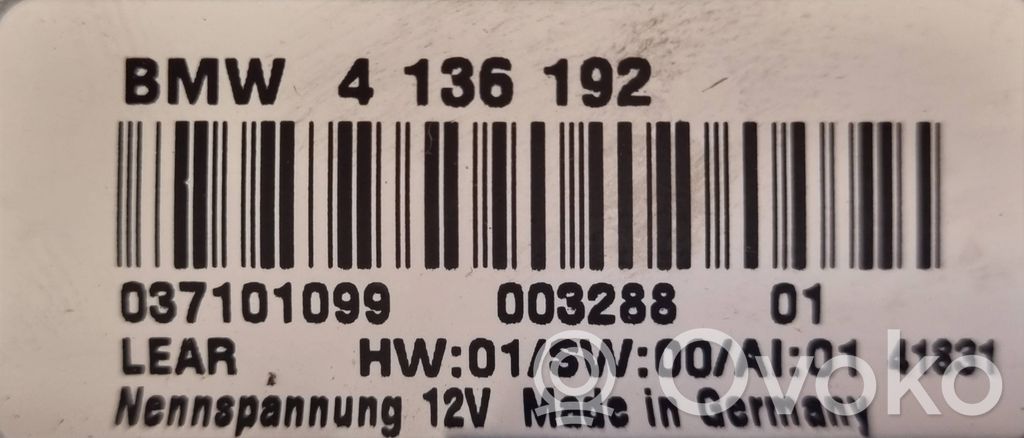 BMW 4 136 192
037101099 003288 01
LEAR HW:01/SW:00/AI:01 41831
Nennspannung 12V Made in Germany
Ovoko